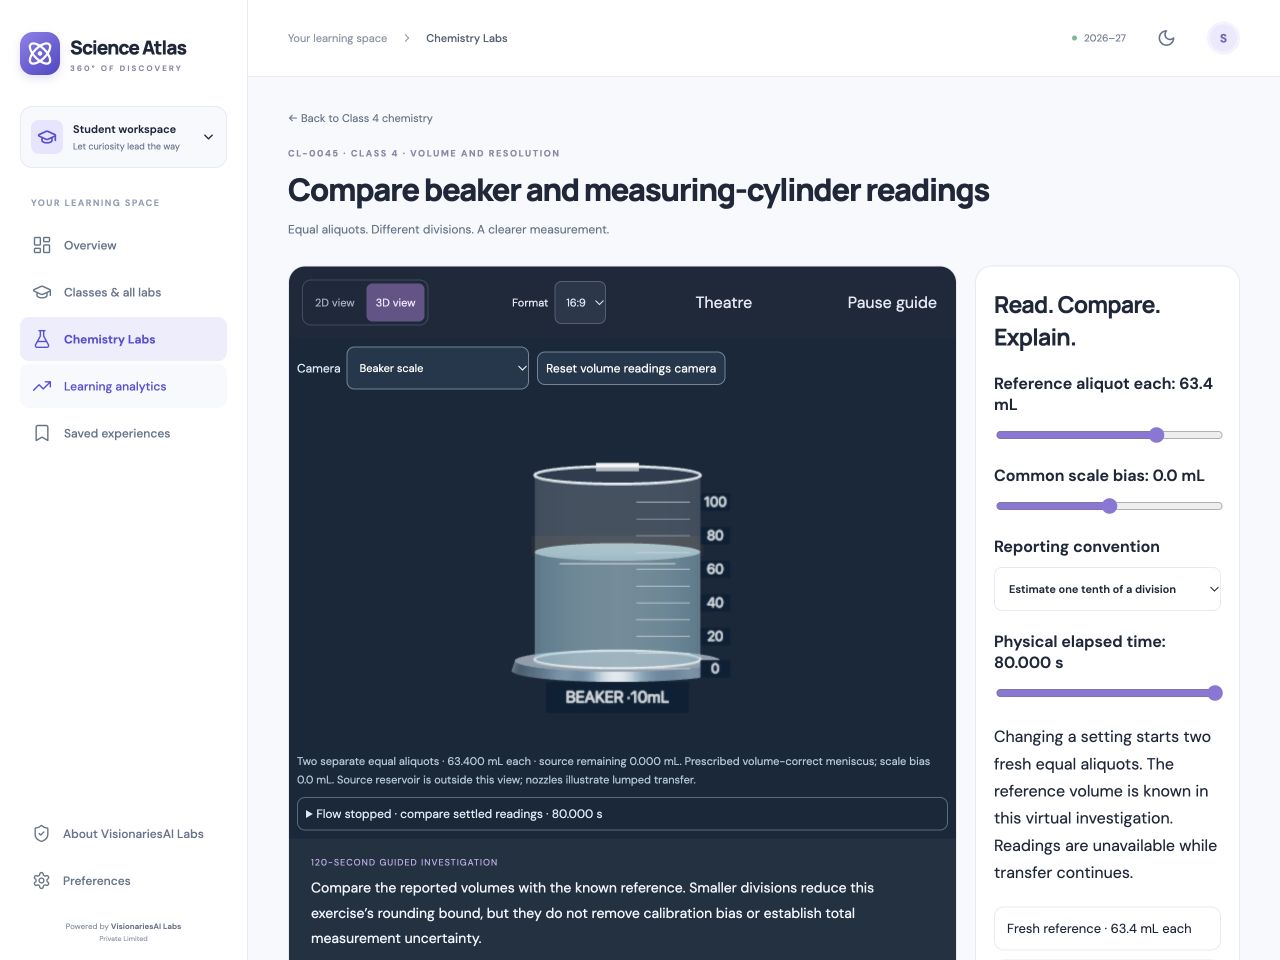 Science Atlas
360° OF DISCOVERY
Student workspace
Let curiosity lead the way
YOUR LEARNING SPACE
Overview
Classes & all labs
Chemistry Labs
Learning analytics
Saved experiences
About VisionariesAI Labs
Preferences
Powered by VisionariesAI Labs
Private Limited
Your learning space
Chemistry Labs
2026–27
S
← Back to Class 4 chemistry
CL-0045 · CLASS 4 · VOLUME AND RESOLUTION
Compare beaker and measuring-cylinder readings
Equal aliquots. Different divisions. A clearer measurement.
2D view
3D view
Format
16:9
Theatre
Pause guide
Camera
Beaker scale
Reset volume readings camera
100
80
60
40
20
0
BEAKER ·10mL
Two separate equal aliquots · 63.400 mL each · source remaining 0.000 mL. Prescribed volume-correct meniscus; scale bias
0.0 mL. Source reservoir is outside this view; nozzles illustrate lumped transfer.
Flow stopped · compare settled readings · 80.000 s
120-SECOND GUIDED INVESTIGATION
Compare the reported volumes with the known reference. Smaller divisions reduce this
exercise’s rounding bound, but they do not remove calibration bias or establish total
measurement uncertainty.
Read. Compare.
Explain.
Reference aliquot each: 63.4
mL
Common scale bias: 0.0 mL
Reporting convention
Estimate one tenth of a division
Physical elapsed time:
80.000 s
Changing a setting starts two
fresh equal aliquots. The
reference volume is known in
this virtual investigation.
Readings are unavailable while
transfer continues.
Fresh reference · 63.4 mL each